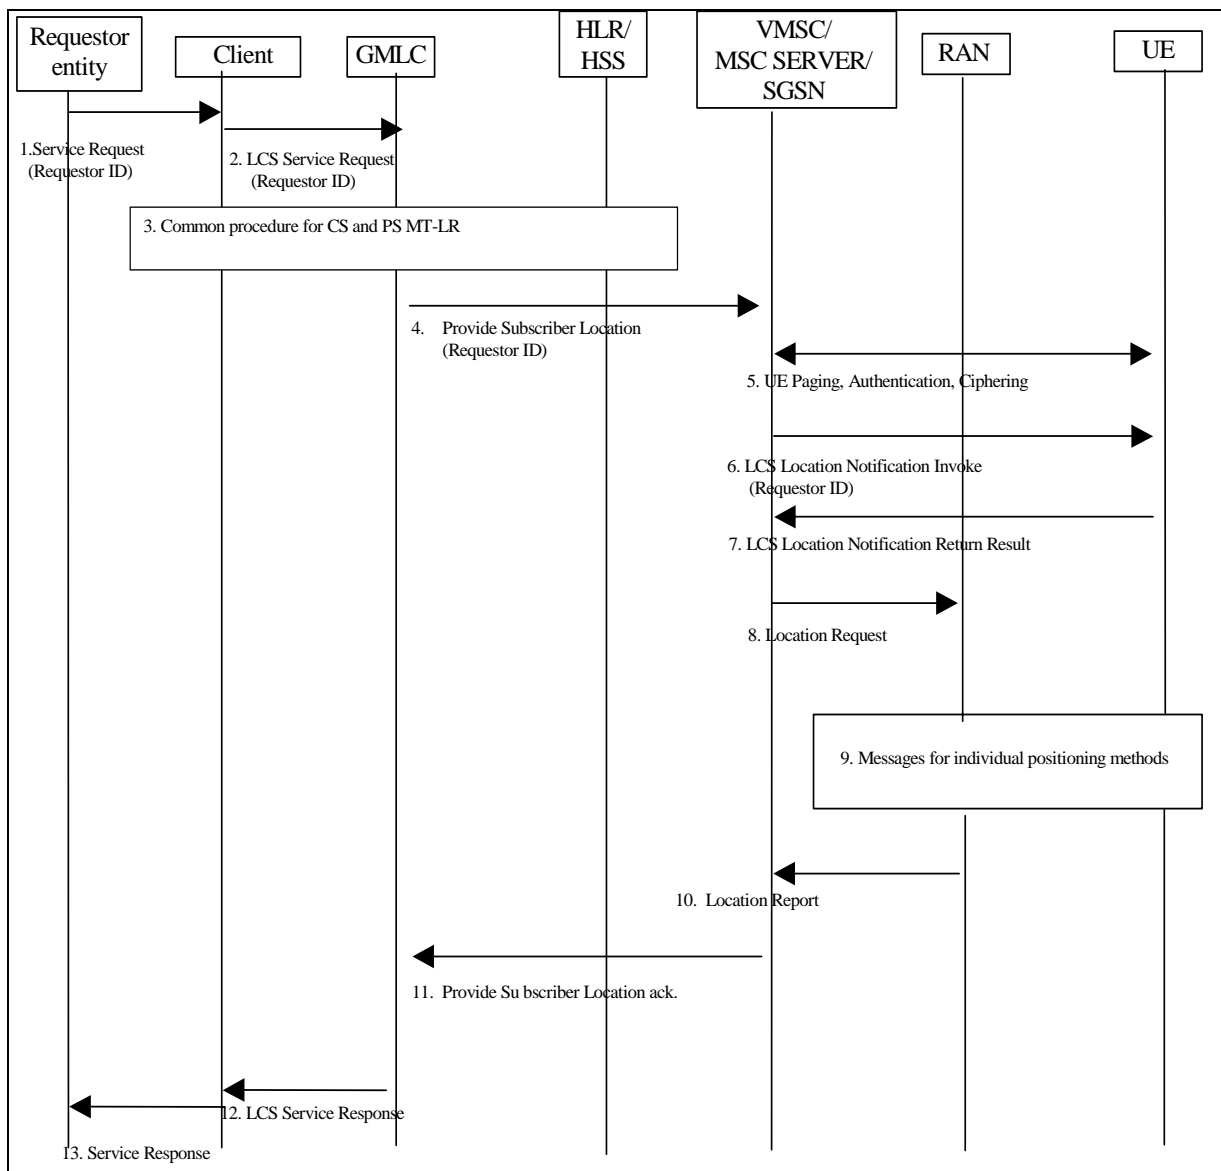 Requestor
entity
Client
GMLC
HLR/
HSS
VMSC/
MSC SERVER/
SGSN
RAN
UE
1.Service Request
(Requestor ID)
2. LCS Service Request
(Requestor ID)
3. Common procedure for CS and PS MT-LR
4. Provide Subscriber Location
(Requestor ID)
5. UE Paging, Authentication, Ciphering
6. LCS Location Notification Invoke
(Requestor ID)
7. LCS Location Notification Return Result
8. Location Request
9. Messages for individual positioning methods
10. Location Report
11. Provide Su bscriber Location ack.
12. LCS Service Response
13. Service Response